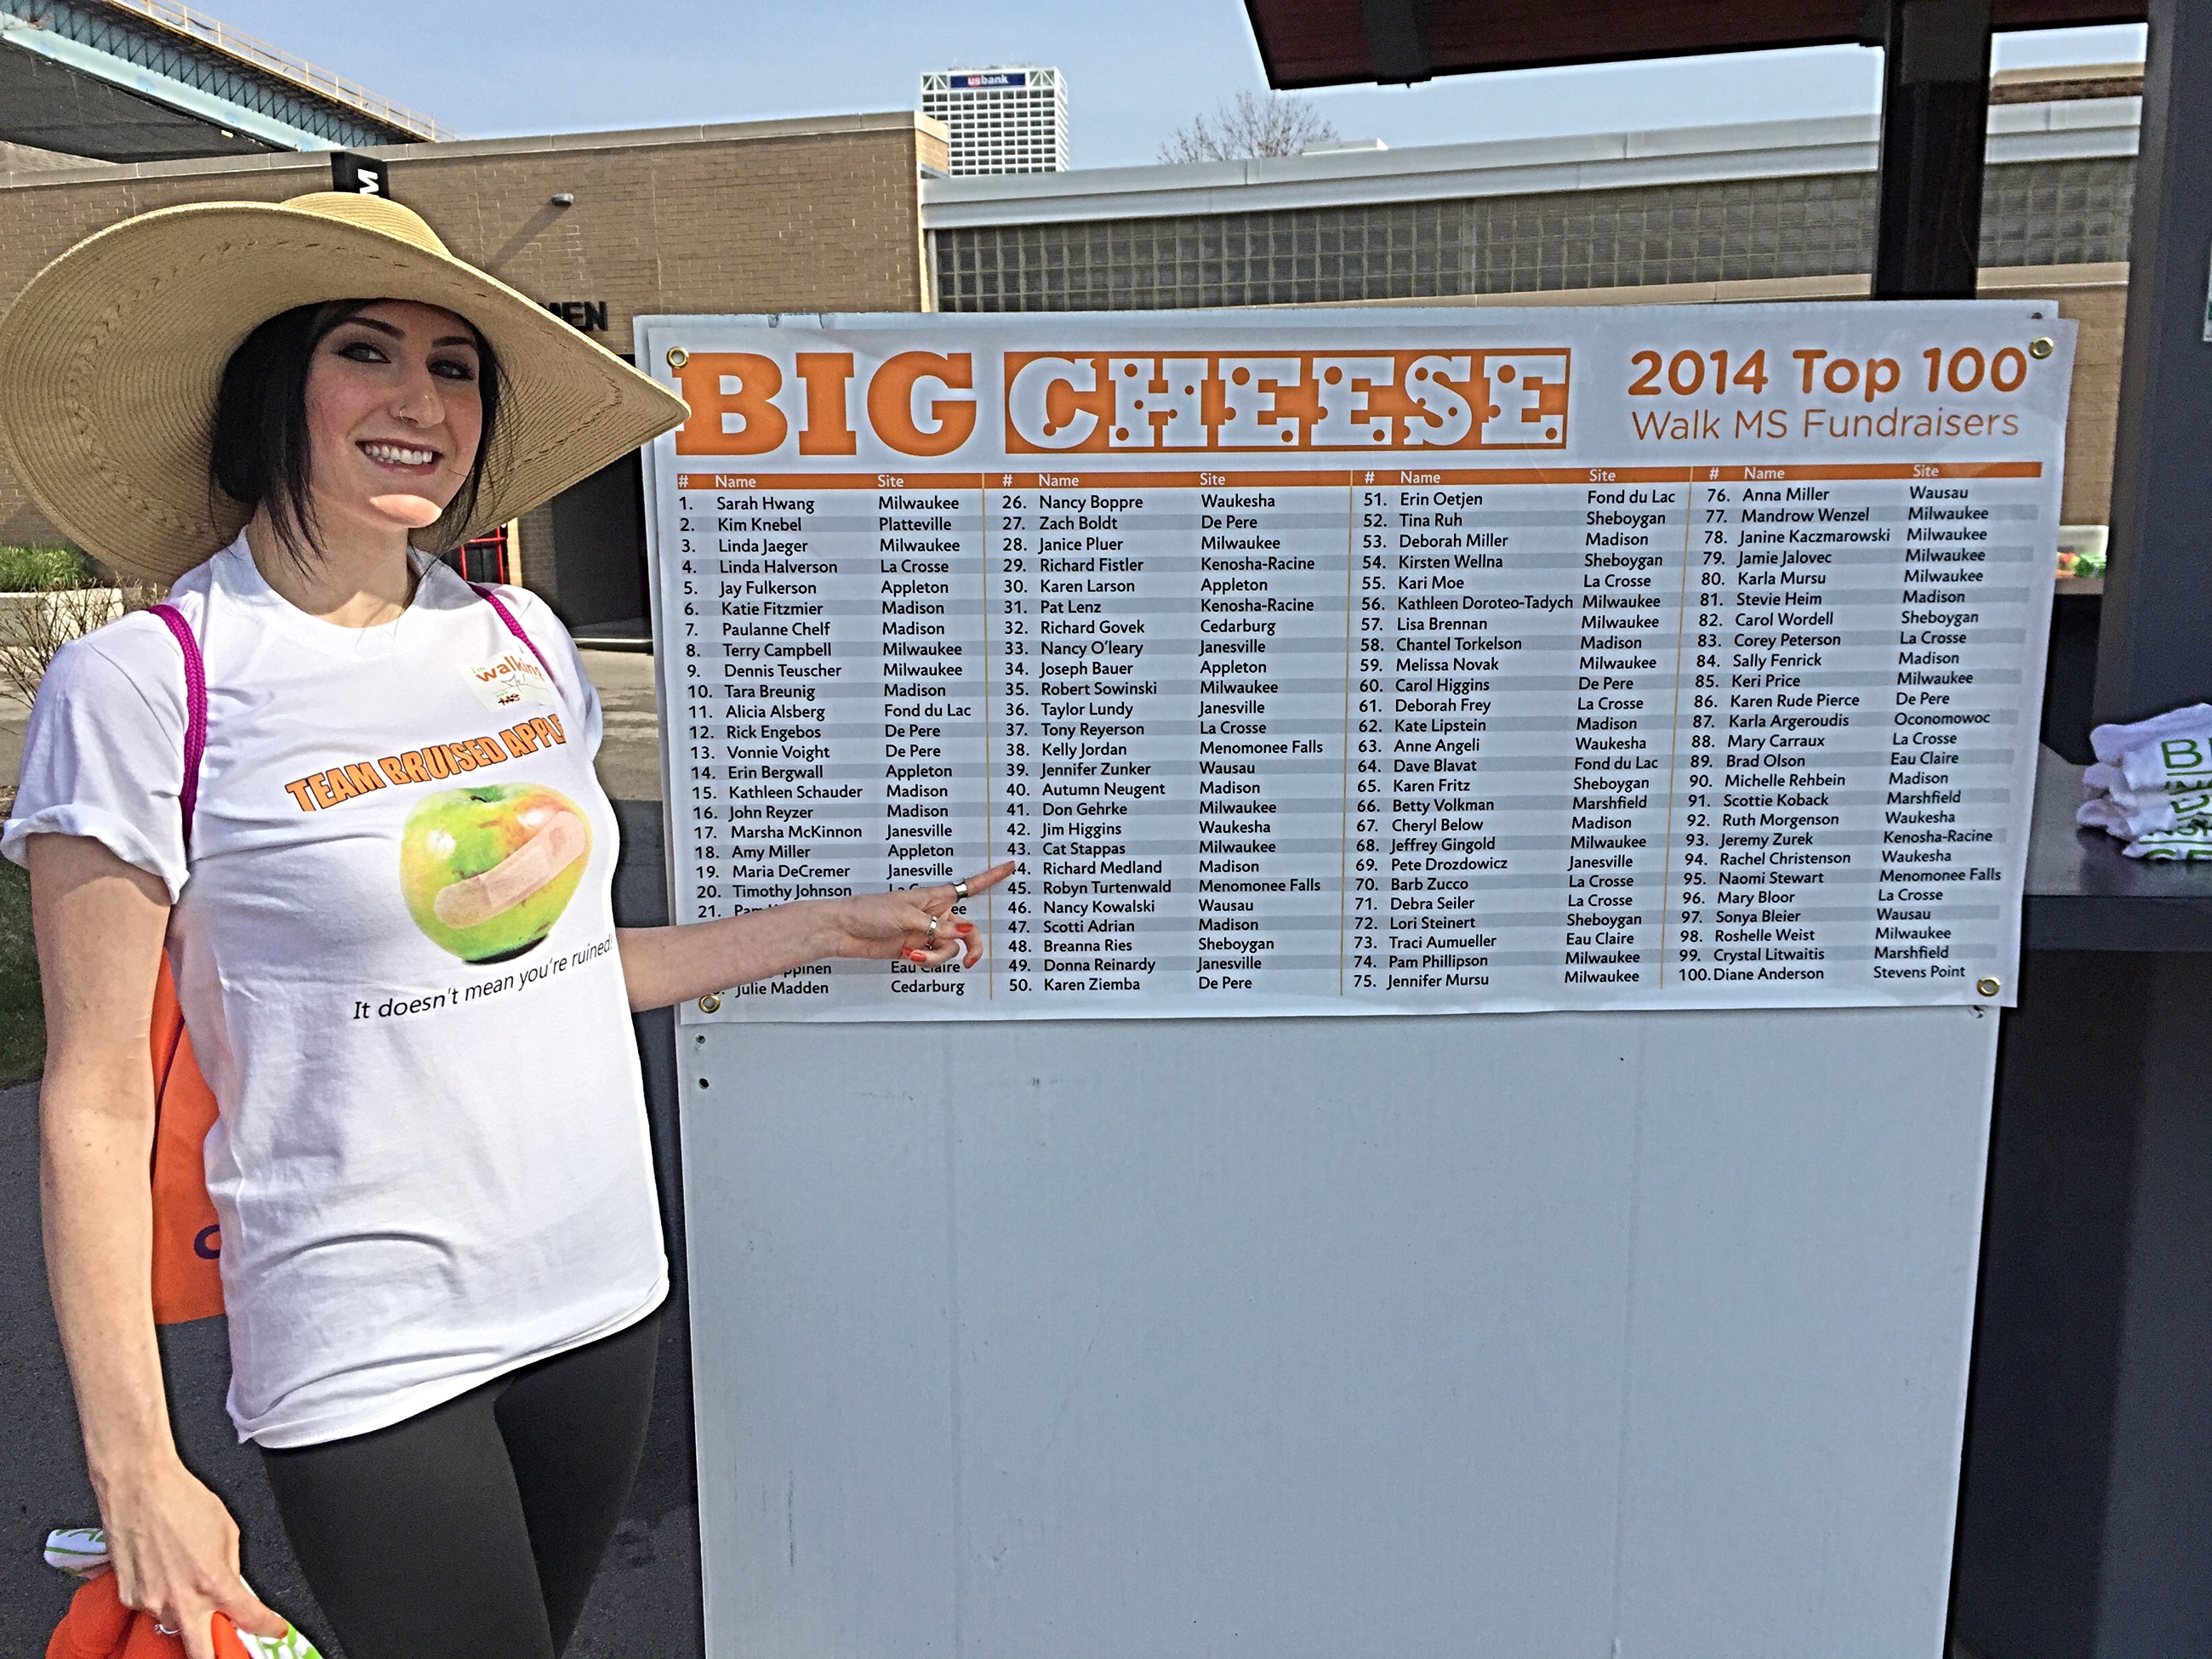 usbank
M
MEN
BIG CHEESE
2014 Top 100
Walk MS Fundraisers
# Name Site
1. Sarah Hwang Milwaukee
2. Kim Knebel Platteville
3. Linda Jaeger Milwaukee
4. Linda Halverson La Crosse
5. Jay Fulkerson Appleton
6. Katie Fitzmier Madison
7. Paulanne Chelf Madison
8. Terry Campbell Milwaukee
9. Dennis Teuscher Milwaukee
10. Tara Breunig Madison
11. Alicia Alsberg Fond du Lac
12. Rick Engebos De Pere
13. Vonnie Voight De Pere
14. Erin Bergwall Appleton
15. Kathleen Schauder Madison
16. John Reyzer Madison
17. Marsha McKinnon Janesville
18. Amy Miller Appleton
19. Maria DeCremer Janesville
20. Timothy Johnson La
21. ee
ppinen Eau Claire
Julie Madden Cedarburg
# Name Site
26. Nancy Boppre Waukesha
27. Zach Boldt De Pere
28. Janice Pluer Milwaukee
29. Richard Fistler Kenosha-Racine
30. Karen Larson Appleton
31. Pat Lenz Kenosha-Racine
32. Richard Govek Cedarburg
33. Nancy O'leary Janesville
34. Joseph Bauer Appleton
35. Robert Sowinski Milwaukee
36. Taylor Lundy Janesville
37. Tony Reyerson La Crosse
38. Kelly Jordan Menomonee Falls
39. Jennifer Zunker Wausau
40. Autumn Neugent Madison
41. Don Gehrke Milwaukee
42. Jim Higgins Waukesha
43. Cat Stappas Milwaukee
44. Richard Medland Madison
45. Robyn Turtenwald Menomonee Falls
46. Nancy Kowalski Wausau
47. Scotti Adrian Madison
48. Breanna Ries Sheboygan
49. Donna Reinardy Janesville
50. Karen Ziemba De Pere
# Name Site
51. Erin Oetjen Fond du Lac
52. Tina Ruh Sheboygan
53. Deborah Miller Madison
54. Kirsten Wellna Sheboygan
55. Kari Moe La Crosse
56. Kathleen Doroteo-Tadych Milwaukee
57. Lisa Brennan Milwaukee
58. Chantel Torkelson Madison
59. Melissa Novak Milwaukee
60. Carol Higgins De Pere
61. Deborah Frey La Crosse
62. Kate Lipstein Madison
63. Anne Angeli Waukesha
64. Dave Blavat Fond du Lac
65. Karen Fritz Sheboygan
66. Betty Volkman Marshfield
67. Cheryl Below Madison
68. Jeffrey Gingold Milwaukee
69. Pete Drozdowicz Janesville
70. Barb Zucco La Crosse
71. Debra Seiler La Crosse
72. Lori Steinert Sheboygan
73. Traci Aumueller Eau Claire
74. Pam Phillipson Milwaukee
75. Jennifer Mursu Milwaukee
# Name Site
76. Anna Miller Wausau
77. Mandrow Wenzel Milwaukee
78. Janine Kaczmarowski Milwaukee
79. Jamie Jalovec Milwaukee
80. Karla Mursu Milwaukee
81. Stevie Heim Madison
82. Carol Wordell Sheboygan
83. Corey Peterson La Crosse
84. Sally Fenrick Madison
85. Keri Price Milwaukee
86. Karen Rude Pierce De Pere
87. Karla Argeroudis Oconomowoc
88. Mary Carraux La Crosse
89. Brad Olson Eau Claire
90. Michelle Rehbein Madison
91. Scottie Koback Marshfield
92. Ruth Morgenson Waukesha
93. Jeremy Zurek Kenosha-Racine
94. Rachel Christenson Waukesha
95. Naomi Stewart Menomonee Falls
96. Mary Bloor La Crosse
97. Sonya Bleier Wausau
98. Roshelle Weist Milwaukee
99. Crystal Litwaitis Marshfield
100. Diane Anderson Stevens Point
I'm
walking
TEAM BRUISED APPLE
It doesn't mean you're ruined!